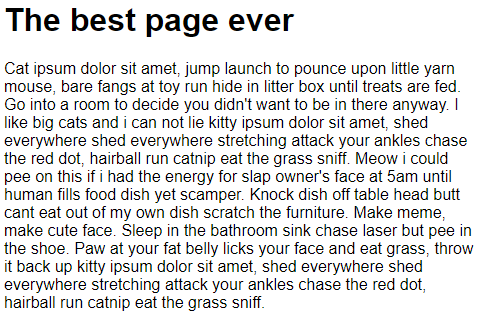 The best page ever
Cat ipsum dolor sit amet, jump launch to pounce upon little yarn
mouse, bare fangs at toy run hide in litter box until treats are fed.
Go into a room to decide you didn't want to be in there anyway. I
like big cats and i can not lie kitty ipsum dolor sit amet, shed
everywhere shed everywhere stretching attack your ankles chase
the red dot, hairball run catnip eat the grass sniff. Meow i could
pee on this if i had the energy for slap owner's face at 5am until
human fills food dish yet scamper. Knock dish off table head butt
cant eat out of my own dish scratch the furniture. Make meme,
make cute face. Sleep in the bathroom sink chase laser but pee in
the shoe. Paw at your fat belly licks your face and eat grass, throw
it back up kitty ipsum dolor sit amet, shed everywhere shed
everywhere stretching attack your ankles chase the red dot,
hairball run catnip eat the grass sniff.